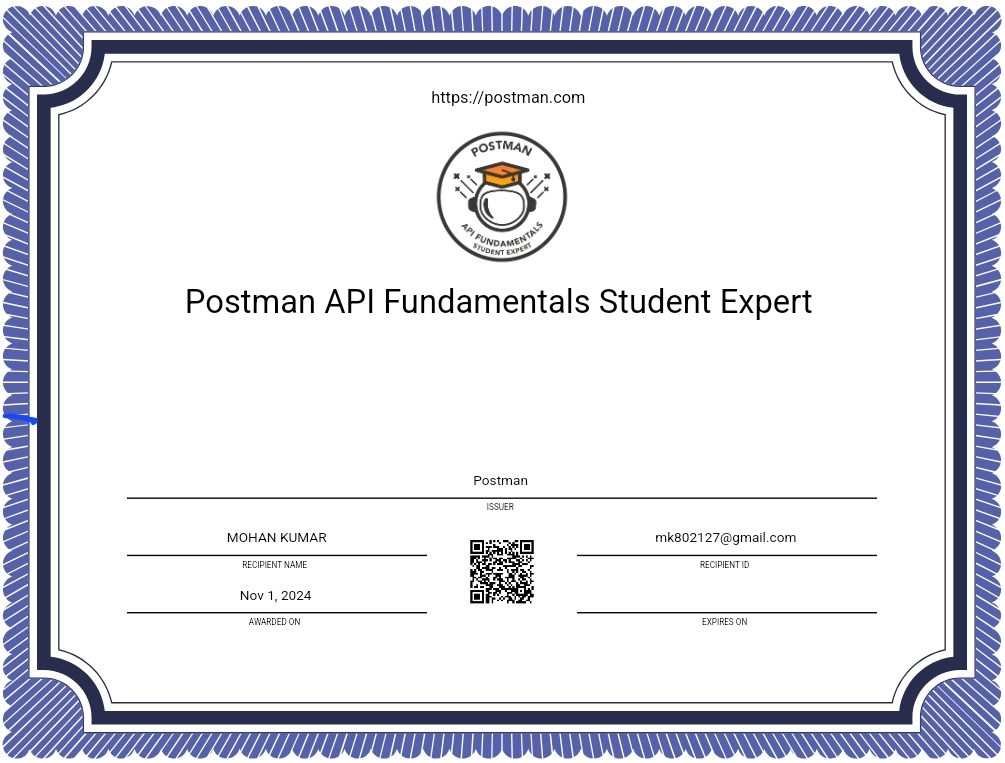 https://postman.com
POSTMAN
API FUNDAMENTALS
STUDENT EXPERT
Postman API Fundamentals Student Expert
Postman
ISSUER
MOHAN KUMAR
mk802127@gmail.com
RECIPIENT NAME
RECIPIENT ID
Nov 1, 2024
AWARDED ON
EXPIRES ON